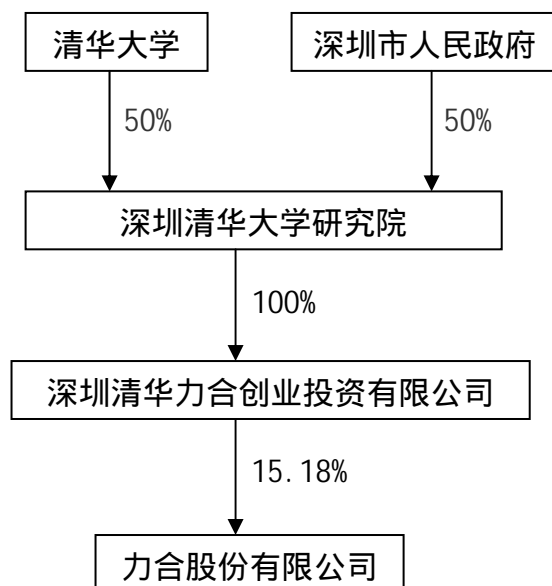 清华大学
深圳市人民政府
50%
50%
深圳清华大学研究院
100%
深圳清华力合创业投资有限公司
15.18%
力合股份有限公司